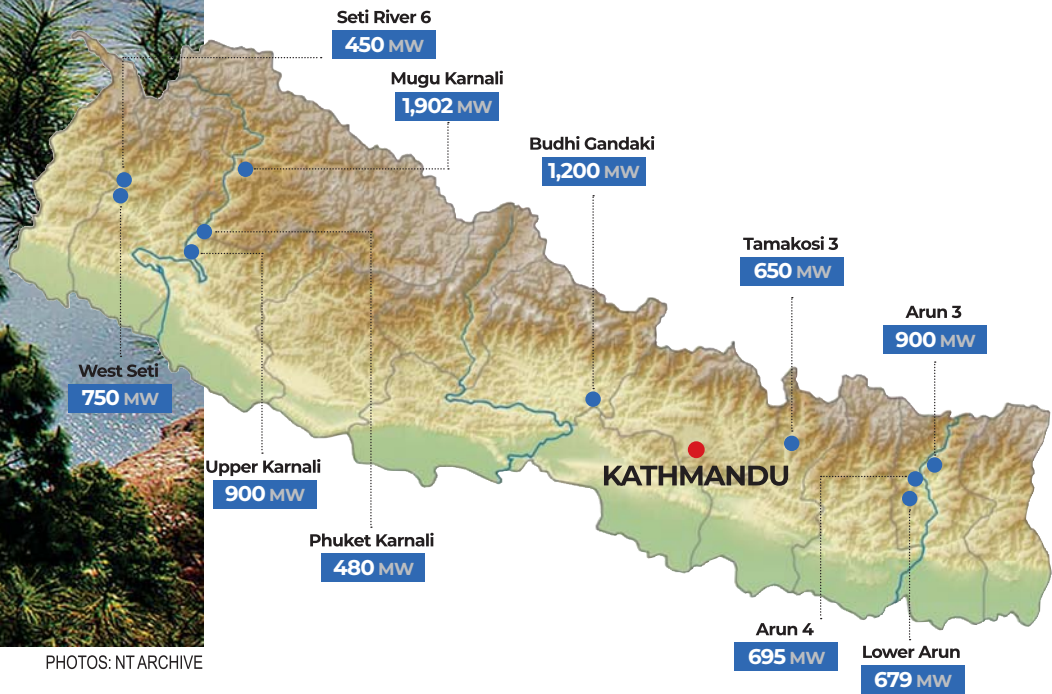 Seti River 6
450 MW
Mugu Karnali
1,902 MW
Budhi Gandaki
1,200 MW
Tamakosi 3
650 MW
Arun 3
900 MW
West Seti
750 MW
Upper Karnali
900 MW
KATHMANDU
Phuket Karnali
480 MW
Arun 4
695 MW
Lower Arun
679 MW
PHOTOS: NT ARCHIVE